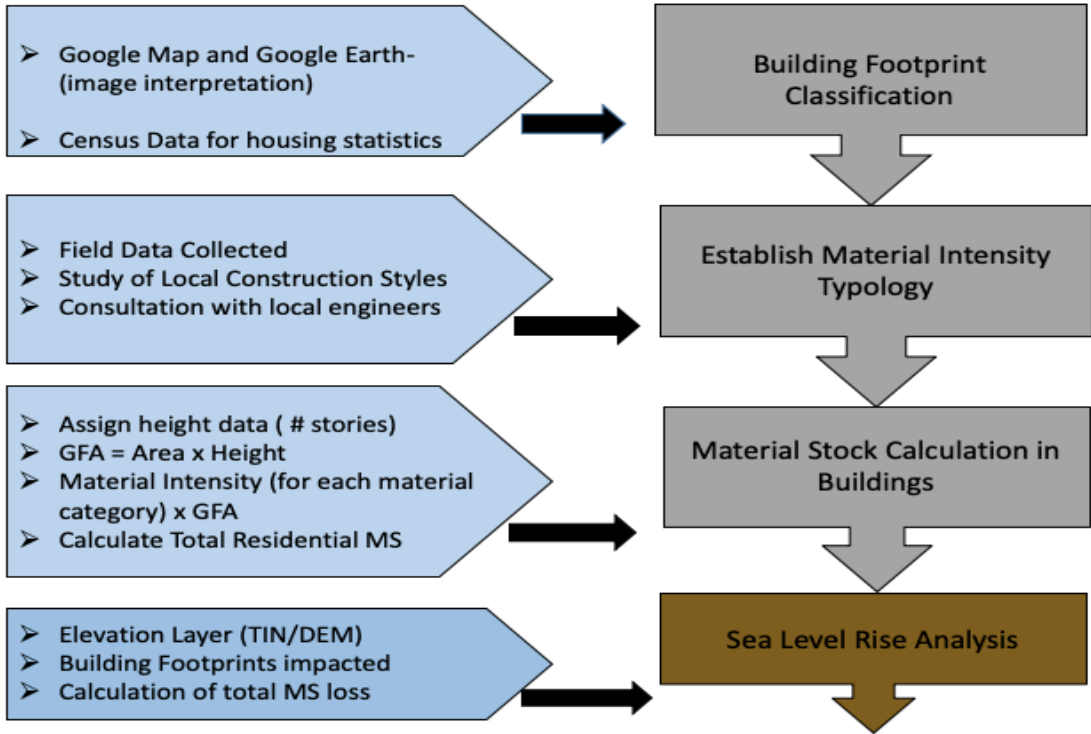 ➢ Google Map and Google Earth-
(image interpretation)
➢ Census Data for housing statistics
Building Footprint
Classification
➢ Field Data Collected
➢ Study of Local Construction Styles
➢ Consultation with local engineers
Establish Material Intensity
Typology
➢ Assign height data ( # stories)
➢ GFA = Area x Height
➢ Material Intensity (for each material
category) x GFA
➢ Calculate Total Residential MS
Material Stock Calculation in
Buildings
➢ Elevation Layer (TIN/DEM)
➢ Building Footprints impacted
➢ Calculation of total MS loss
Sea Level Rise Analysis